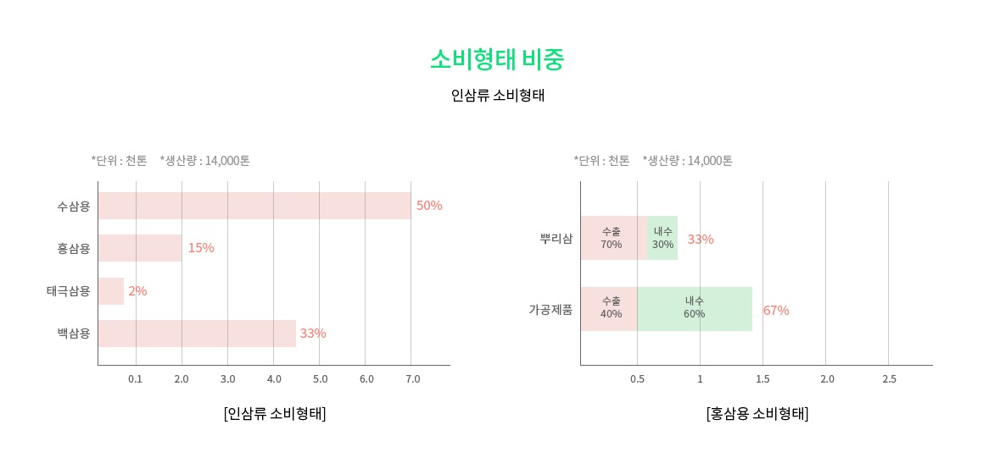 소비형태 비중
인삼류 소비형태
*단위 : 천톤 *생산량 : 14,000톤
수삼용
50%
홍삼용
15%
태극삼용
2%
백삼용
33%
0.1 2.0 3.0 4.0 5.0 6.0 7.0
[인삼류 소비형태]
*단위 : 천톤 *생산량 : 14,000톤
뿌리삼
수출
70%
내수
30%
33%
가공제품
수출
40%
내수
60%
67%
0.5 1 1.5 2.0 2.5
[홍삼용 소비형태]